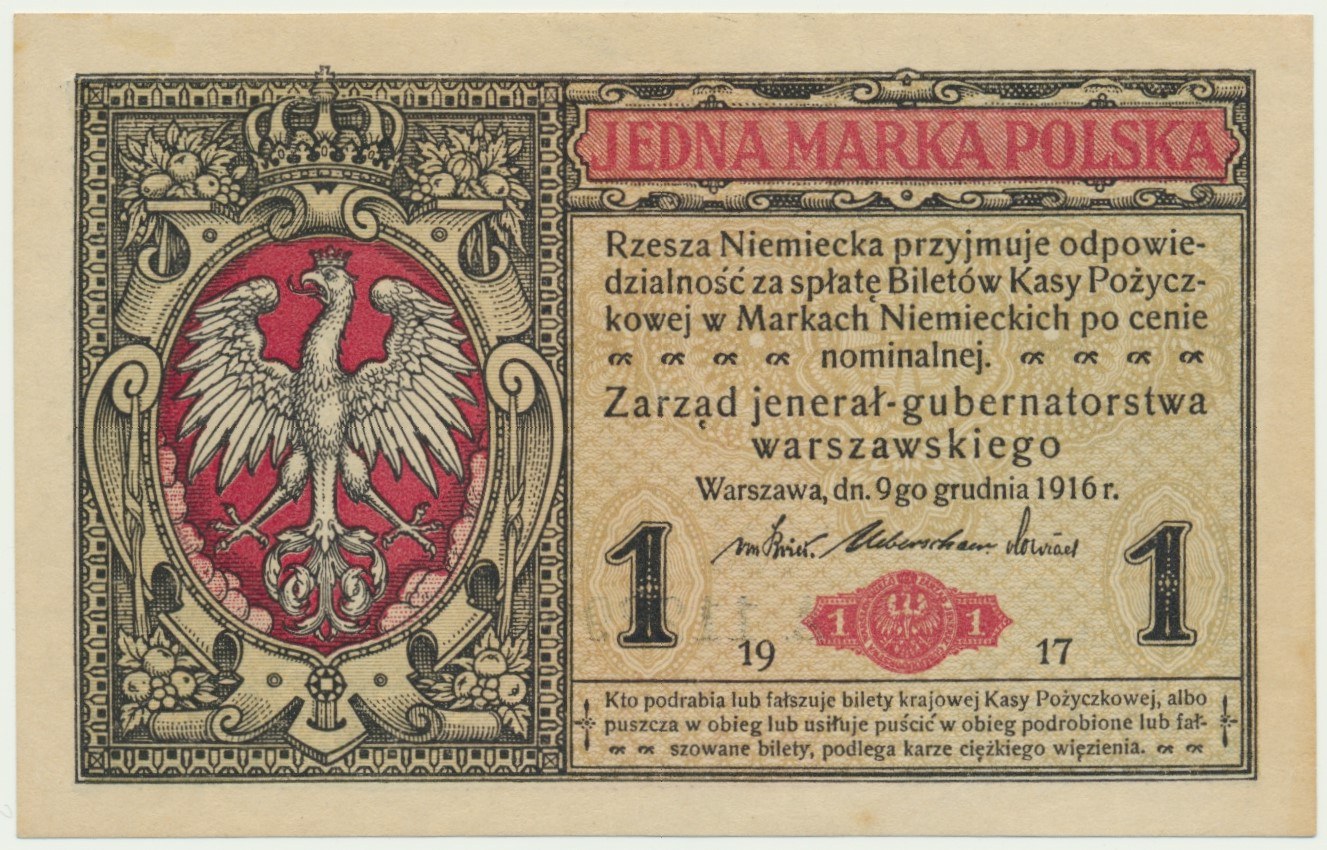 JEDNA MARKA POLSKA
Rzesza Niemiecka przyjmuje odpowie-
dzialność za spłatę Biletów Kasy Pożycz-
kowej w Markach Niemieckich po cenie
nominalnej.
Zarząd jenerał-gubernatorstwa
warszawskiego
Warszawa, dn. 9go grudnia 1916 r.
1 1
1 1
19 17
Kto podrabia lub fałszuje bilety krajowej Kasy Pożyczkowej, albo
puszcza w obieg lub usiłuje puścić w obieg podrobione lub fał-
szowane bilety, podlega karze ciężkiego więzienia.